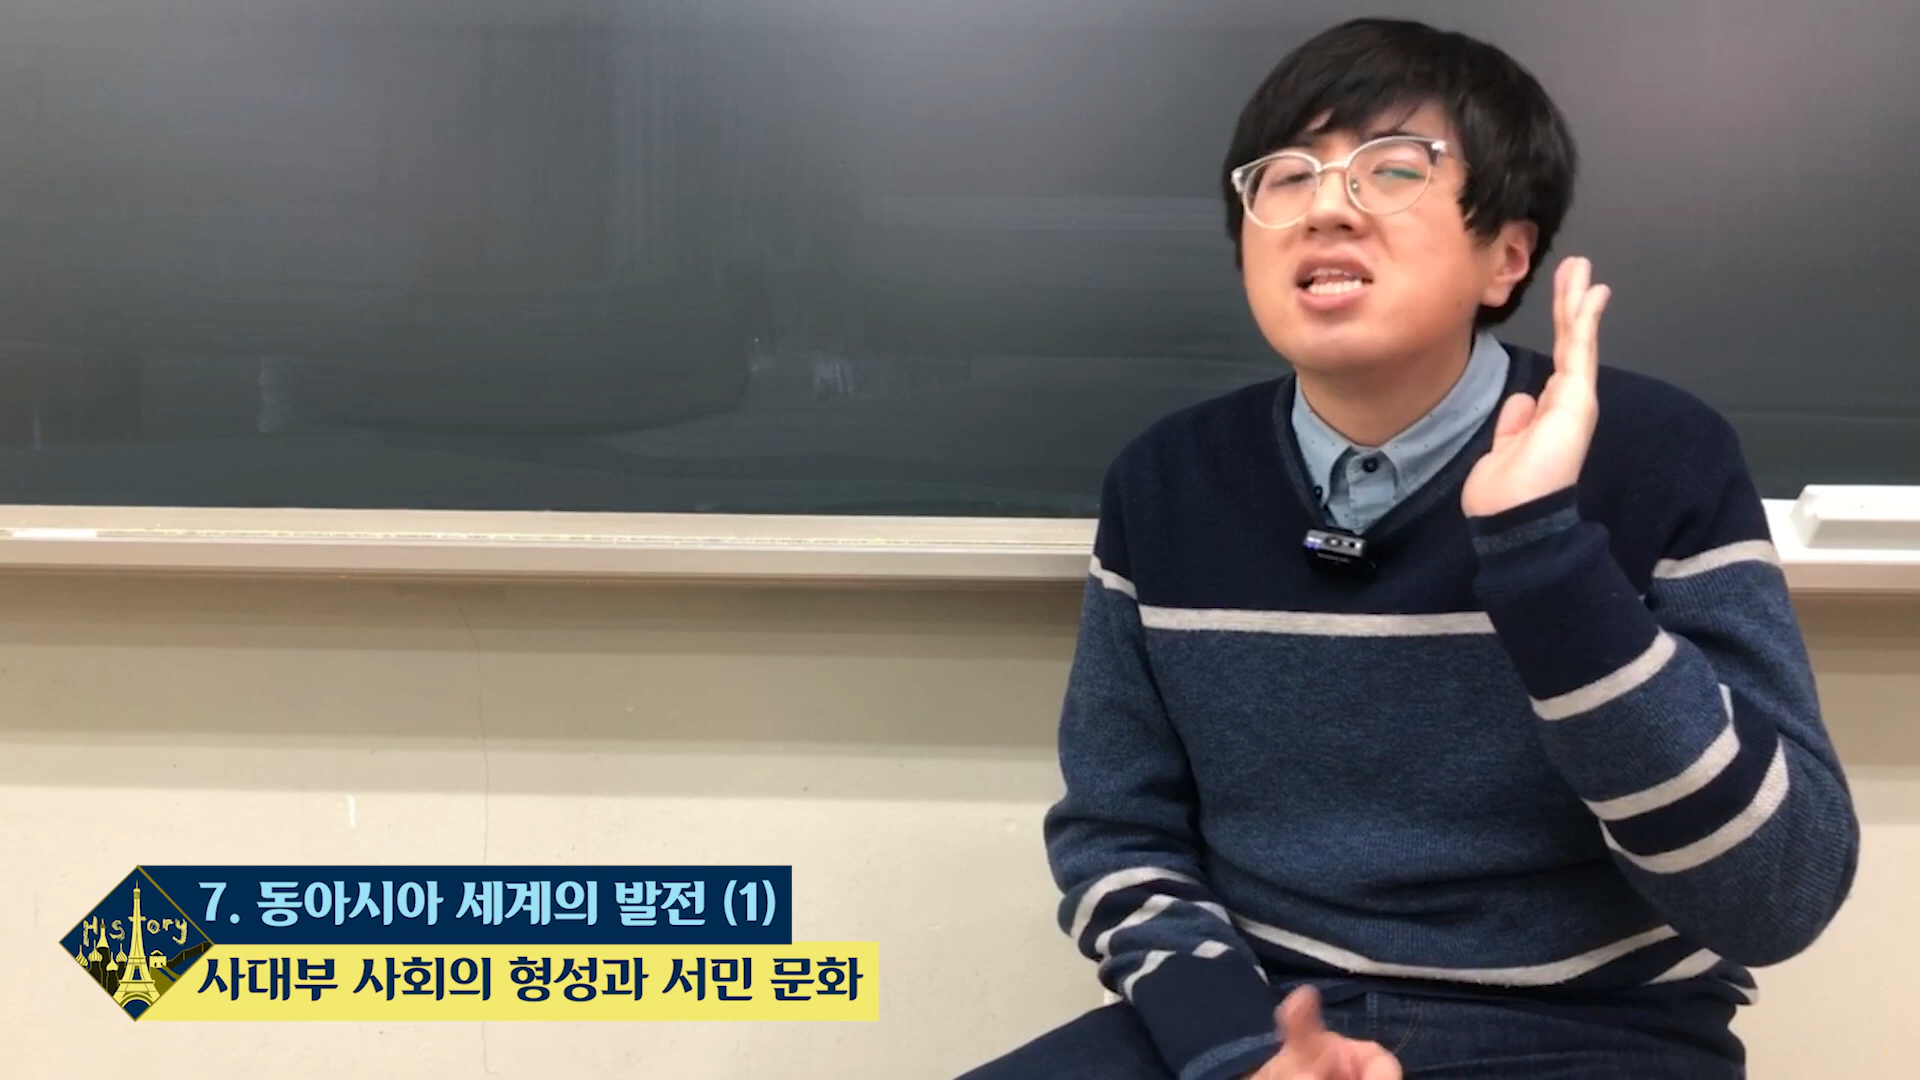 7. 동아시아 세계의 발전 (1)
History
사대부 사회의 형성과 서민 문화